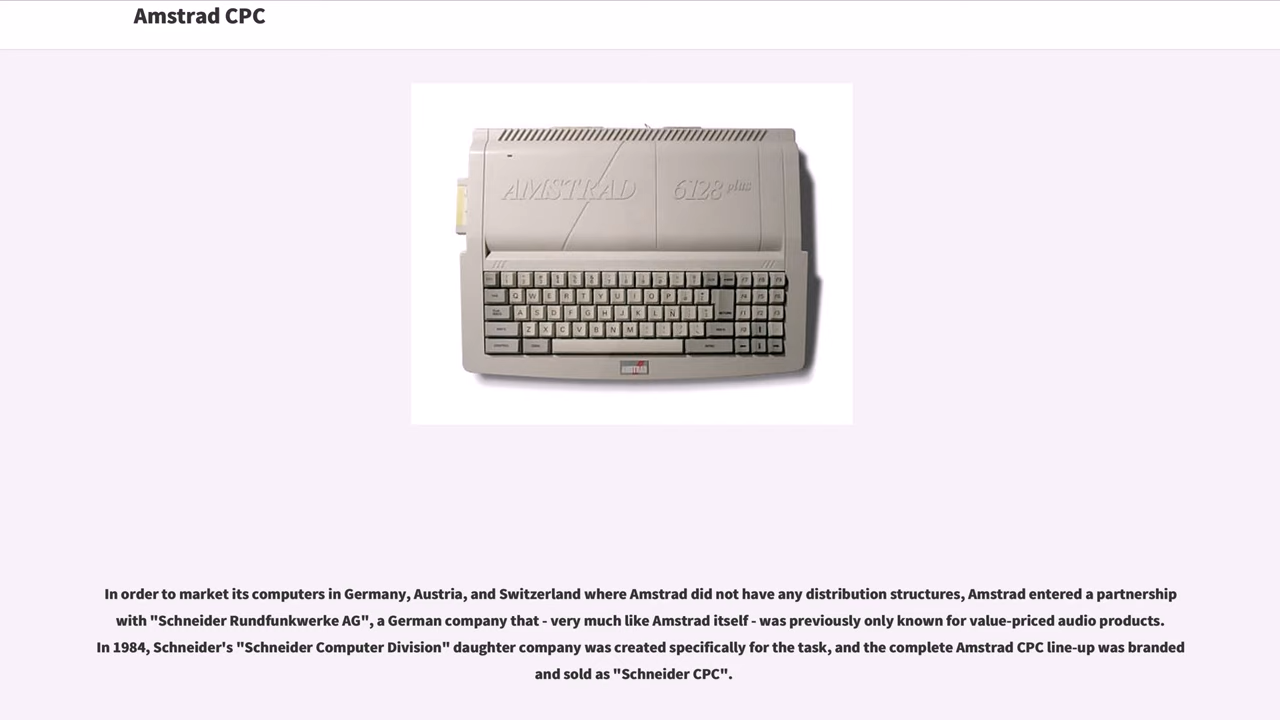 Amstrad CPC
AMSTRAD 6128 plus
Q W E R T Y U I O P
A S D F G H J K L Ñ
Z X C V B N M
AMSTRAD
In order to market its computers in Germany, Austria, and Switzerland where Amstrad did not have any distribution structures, Amstrad entered a partnership
with "Schneider Rundfunkwerke AG", a German company that - very much like Amstrad itself - was previously only known for value-priced audio products.
In 1984, Schneider's "Schneider Computer Division" daughter company was created specifically for the task, and the complete Amstrad CPC line-up was branded
and sold as "Schneider CPC".